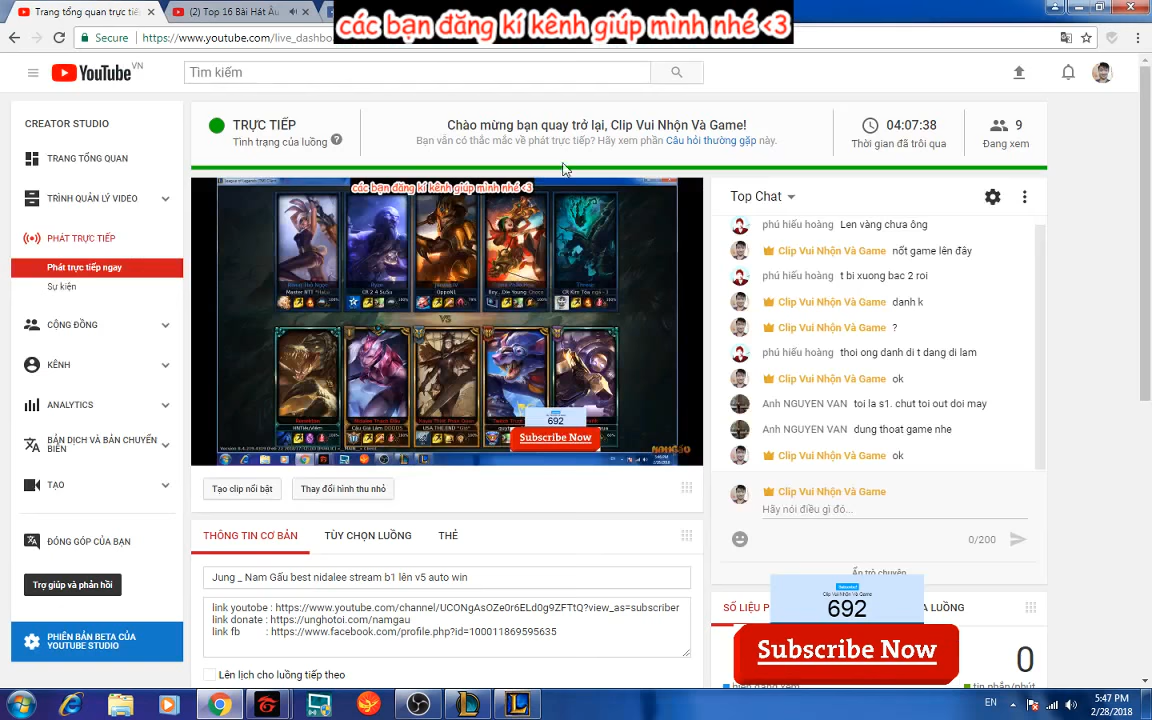 Trang tổng quan trực tiế
(2) Top 16 Bài Hát Âu
các bạn đăng kí kênh giúp mình nhé <3
Secure
https://www.youtube.com/live_dashbo
YouTube VN
Tìm kiếm
CREATOR STUDIO
TRANG TỔNG QUAN
TRÌNH QUẢN LÝ VIDEO
PHÁT TRỰC TIẾP
Phát trực tiếp ngay
Sự kiện
CỘNG ĐỒNG
KÊNH
ANALYTICS
BẢN DỊCH VÀ BẢN CHUYỂN
BIÊN
TẠO
ĐÓNG GÓP CỦA BẠN
Trợ giúp và phản hồi
PHIÊN BẢN BETA CỦA
YOUTUBE STUDIO
TRỰC TIẾP
Tình trạng của luồng
Chào mừng bạn quay trở lại, Clip Vui Nhộn Và Game!
Bạn vẫn có thắc mắc về phát trực tiếp? Hãy xem phần Câu hỏi thường gặp này.
04:07:38
Thời gian đã trôi qua
9
Đang xem
các bạn đăng kí kênh giúp mình nhé <3
VS
692
Subscribe Now
Tạo clip nổi bật
Thay đổi hình thu nhỏ
THÔNG TIN CƠ BẢN
TÙY CHỌN LUỒNG
THẺ
Jung _ Nam Gấu best nidalee stream b1 lên v5 auto win
link youtobe : https://www.youtube.com/channel/UCONgAsOZe0r6ELd0g9ZFTtQ?view_as=subscriber
link donate : https://unghotoi.com/namgau
link fb : https://www.facebook.com/profile.php?id=100011869595635
Lên lịch cho luồng tiếp theo
Top Chat
phú hiếu hoàng Len vàng chưa ông
Clip Vui Nhộn Và Game nốt game lên đây
phú hiếu hoàng t bi xuong bac 2 roi
Clip Vui Nhộn Và Game danh k
Clip Vui Nhộn Và Game ?
phú hiếu hoàng thoi ong danh di t dang di lam
Clip Vui Nhộn Và Game ok
Anh NGUYEN VAN toi la s1. chut toi out doi may
Anh NGUYEN VAN dung thoat game nhe
Clip Vui Nhộn Và Game ok
Clip Vui Nhộn Và Game
Hãy nói điều gì đó...
0/200
Ẩn trò chuyện
SỐ LIỆU P
A LUỒNG
Clip Vui Nhộn Và Game
692
Subscribe Now
0
EN
5:47 PM
2/28/2018